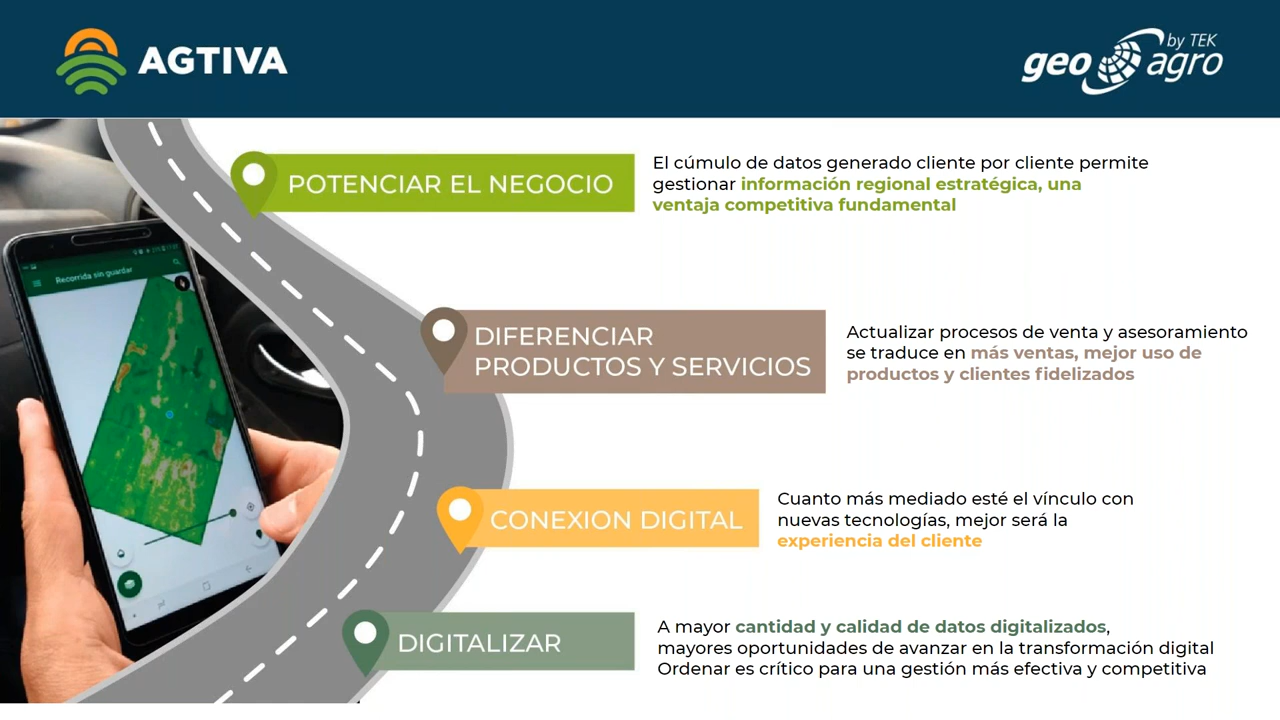 AGTIVA
geo agro by TEK
POTENCIAR EL NEGOCIO
El cúmulo de datos generado cliente por cliente permite
gestionar información regional estratégica, una
ventaja competitiva fundamental
Recorrida sin guardar
DIFERENCIAR
PRODUCTOS Y SERVICIOS
Actualizar procesos de venta y asesoramiento
se traduce en más ventas, mejor uso de
productos y clientes fidelizados
CONEXION DIGITAL
Cuanto más mediado esté el vínculo con
nuevas tecnologías, mejor será la
experiencia del cliente
DIGITALIZAR
A mayor cantidad y calidad de datos digitalizados,
mayores oportunidades de avanzar en la transformación digital
Ordenar es crítico para una gestión más efectiva y competitiva